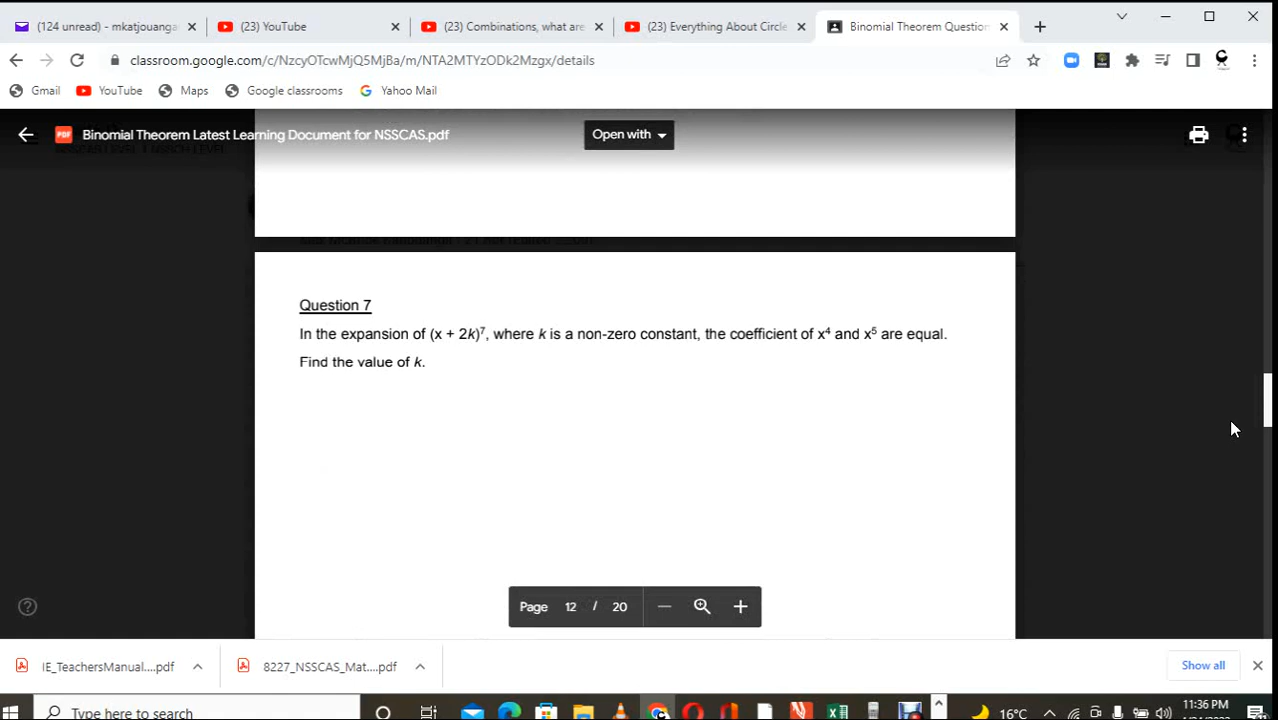 (124 unread) - mkatjouanga
(23) YouTube
(23) Combinations, what are
(23) Everything About Circle
Binomial Theorem Question
classroom.google.com/c/NzcyOTcwMjQ5MjBa/m/NTA2MTYzODk2Mzgx/details
Gmail
YouTube
Maps
Google classrooms
Yahoo Mail
PDF
Binomial Theorem Latest Learning Document for NSSCAS.pdf
Open with
Question 7
In the expansion of (x + 2k)⁷, where k is a non-zero constant, the coefficient of x⁴ and x⁵ are equal.
Find the value of k.
Page 12 / 20
IE_TeachersManual....pdf
8227_NSSCAS_Mat....pdf
Show all
Type here to search
16°C
11:36 PM